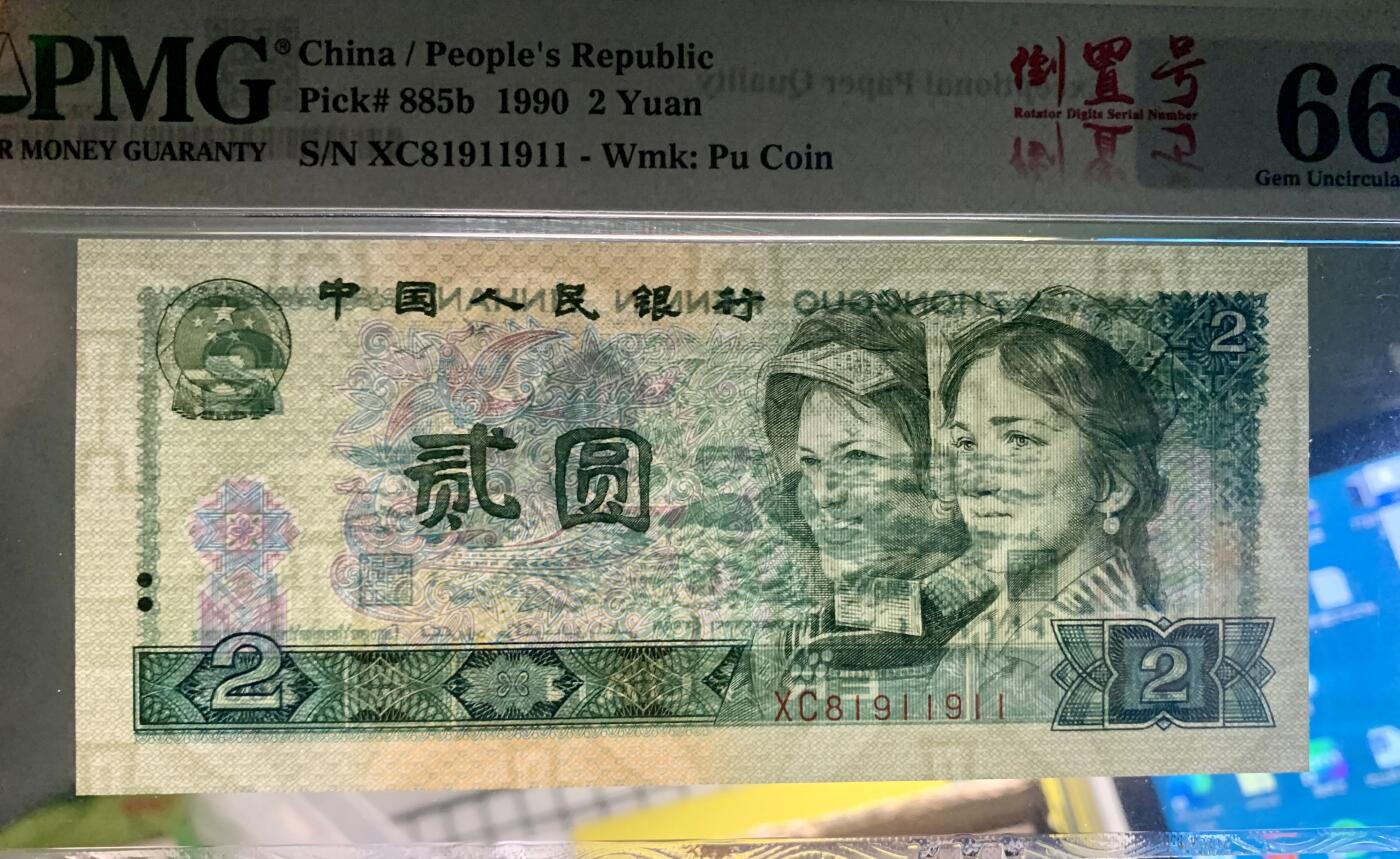 PMG® China / People's Republic
Pick# 885b 1990 2 Yuan
R MONEY GUARANTY S/N XC81911911 - Wmk: Pu Coin
倒置号
Rotator Digits Serial Number
66
Gem Uncircula
中国人民银行
2
贰圆
2
2
XC81911911